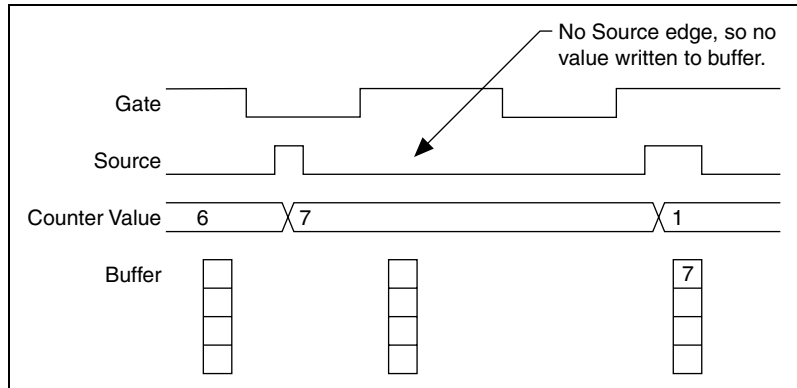 No Source edge, so no
value written to buffer.
Gate
Source
Counter Value 6 7 1
Buffer 7